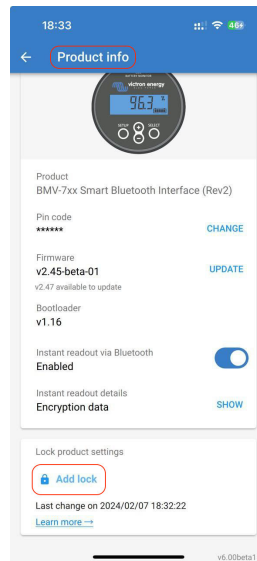 18:33
46
Product info
BATTERY MONITOR
victron energy
96.3 %
SETUP + SELECT
-
Product
BMV-7xx Smart Bluetooth Interface (Rev2)
Pin code
******
CHANGE
Firmware
v2.45-beta-01
UPDATE
v2.47 available to update
Bootloader
v1.16
Instant readout via Bluetooth
Enabled
Instant readout details
Encryption data
SHOW
Lock product settings
Add lock
Last change on 2024/02/07 18:32:22
Learn more →
v6.00beta1